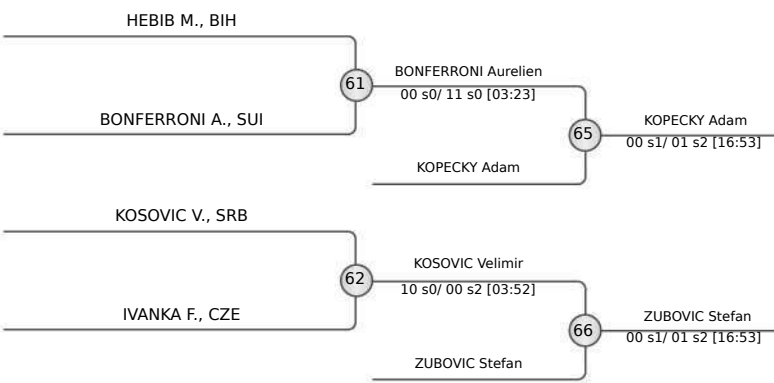 HEBIB M., BIH
61
BONFERRONI Aurelien
00 s0/ 11 s0 [03:23]
BONFERRONI A., SUI
65
KOPECKY Adam
00 s1/ 01 s2 [16:53]
KOPECKY Adam
KOSOVIC V., SRB
62
KOSOVIC Velimir
10 s0/ 00 s2 [03:52]
IVANKA F., CZE
66
ZUBOVIC Stefan
00 s1/ 01 s2 [16:53]
ZUBOVIC Stefan